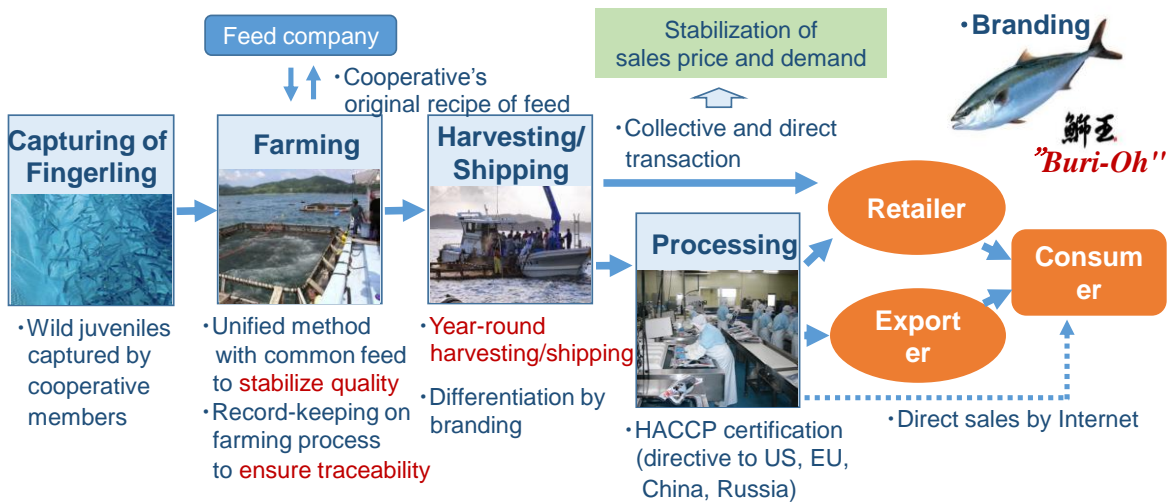 Feed company
・Cooperative's
original recipe of feed
Stabilization of
sales price and demand
・Branding
鰤王
"Buri-Oh"
Capturing of
Fingerling
Farming
Harvesting/
Shipping
・Collective and direct
transaction
Retailer
Processing
Consum
er
Export
er
・Wild juveniles
captured by
cooperative
members
・Unified method
with common feed
to stabilize quality
・Record-keeping on
farming process
to ensure traceability
・Year-round
harvesting/shipping
・Differentiation by
branding
・HACCP certification
(directive to US, EU,
China, Russia)
・Direct sales by Internet